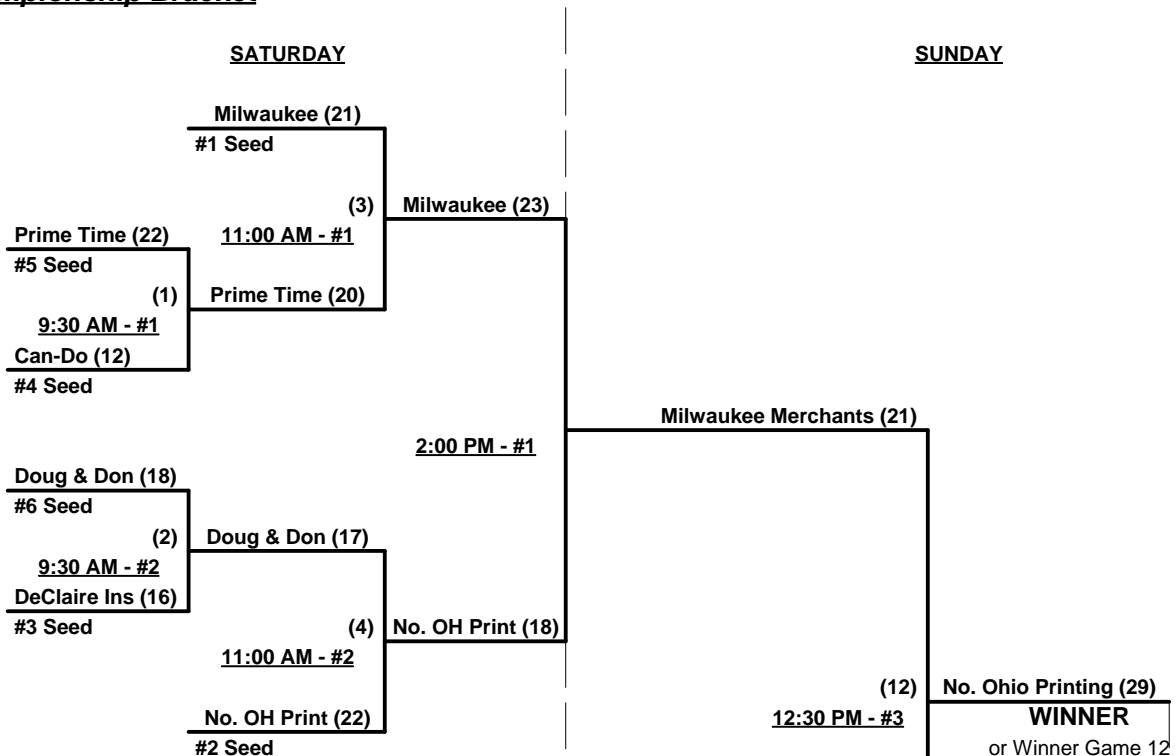 SATURDAY
SUNDAY
Milwaukee (21)
#1 Seed
(3)
Milwaukee (23)
Prime Time (22)
11:00 AM - #1
#5 Seed
(1)
Prime Time (20)
9:30 AM - #1
Can-Do (12)
#4 Seed
Milwaukee Merchants (21)
2:00 PM - #1
Doug & Don (18)
#6 Seed
(2)
Doug & Don (17)
9:30 AM - #2
DeClaire Ins (16)
#3 Seed
(4)
No. OH Print (18)
11:00 AM - #2
(12)
No. Ohio Printing (29)
No. OH Print (22)
12:30 PM - #3
WINNER
#2 Seed
or Winner Game 12